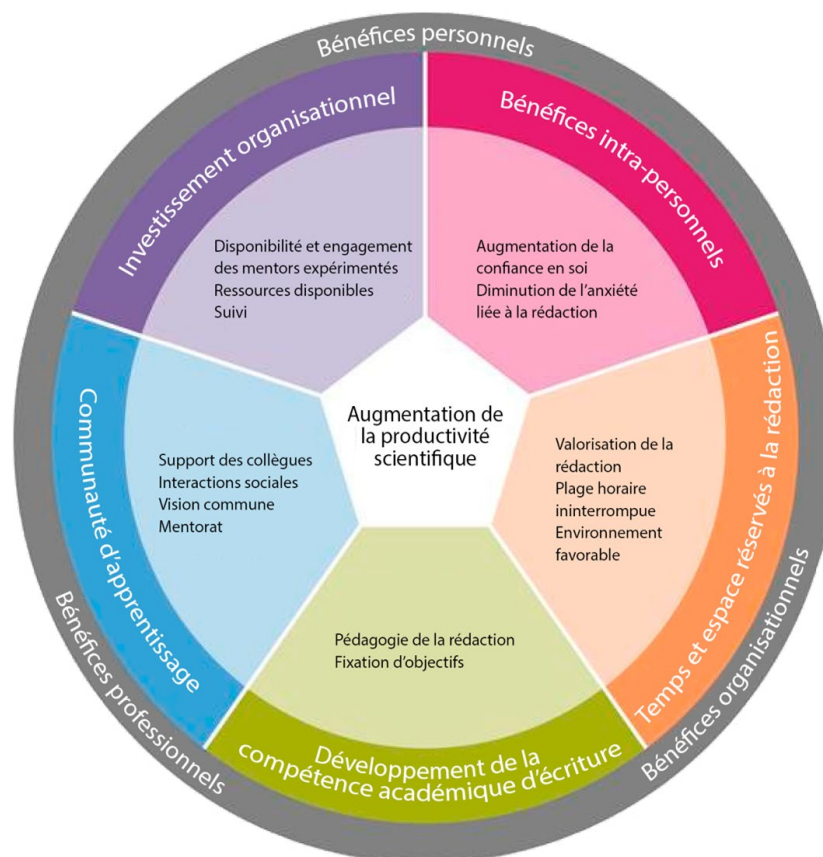 Bénéfices personnels
Investissement organisationnel
Bénéfices intra-personnels
Disponibilité et engagement
des mentors expérimentés
Ressources disponibles
Suivi
Augmentation de la
confiance en soi
Diminution de l'anxiété
liée à la rédaction
Augmentation de
la productivité
scientifique
Communauté d'apprentissage
Support des collègues
Interactions sociales
Vision commune
Mentorat
Valorisation de la
rédaction
Plage horaire
ininterrompue
Environnement
favorable
Temps et espace réservés à la rédaction
Pédagogie de la rédaction
Fixation d'objectifs
Développement de la
compétence académique d'écriture
Bénéfices professionnels
Bénéfices organisationnels